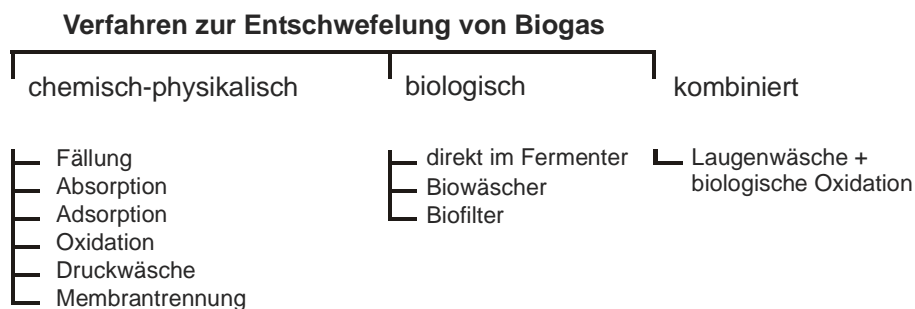 Verfahren zur Entschwefelung von Biogas
chemisch-physikalisch
Fällung
Absorption
Adsorption
Oxidation
Druckwäsche
Membrantrennung
biologisch
direkt im Fermenter
Biowäscher
Biofilter
kombiniert
Laugenwäsche +
biologische Oxidation